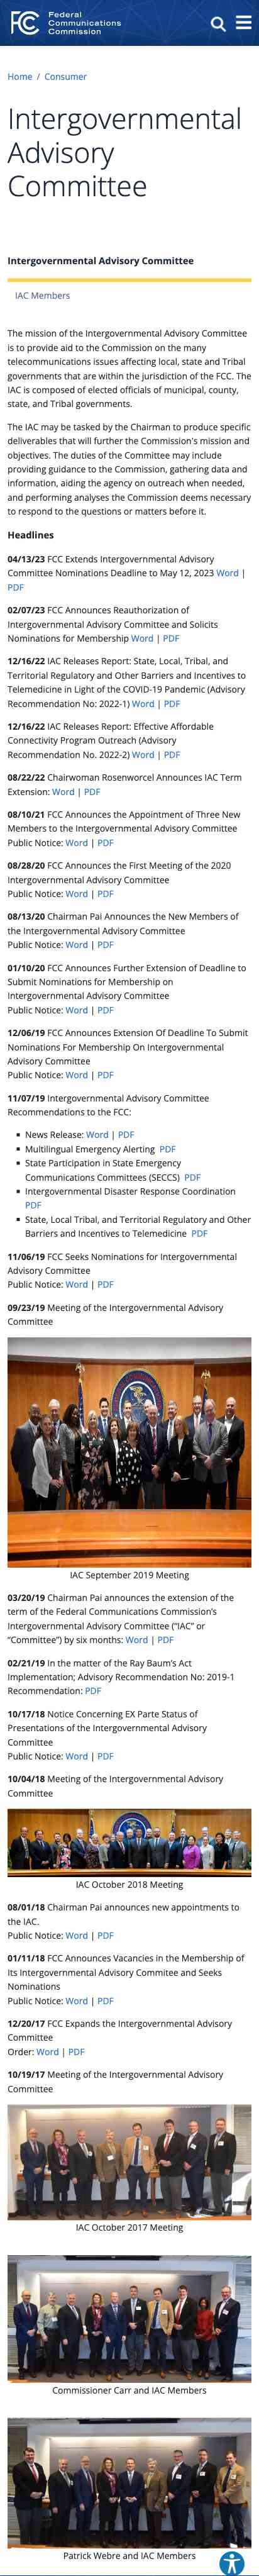 Federal
Communications
Commission
Home / Consumer
Intergovernmental
Advisory
Committee
Intergovernmental Advisory Committee
IAC Members
The mission of the Intergovernmental Advisory Committee
is to provide aid to the Commission on the many
telecommunications issues affecting local, state and Tribal
governments that are within the jurisdiction of the FCC. The
IAC is composed of elected officials of municipal, county,
state, and Tribal governments.
The IAC may be tasked by the Chairman to produce specific
deliverables that will further the Commission's mission and
objectives. The duties of the Committee may include
providing guidance to the Commission, gathering data and
information, aiding the agency on outreach when needed,
and performing analyses the Commission deems necessary
to respond to the questions or matters before it.
Headlines
04/13/23 FCC Extends Intergovernmental Advisory
Committee Nominations Deadline to May 12, 2023 Word |
PDF
02/07/23 FCC Announces Reauthorization of
Intergovernmental Advisory Committee and Solicits
Nominations for Membership Word | PDF
12/16/22 IAC Releases Report: State, Local, Tribal, and
Territorial Regulatory and Other Barriers and Incentives to
Telemedicine in Light of the COVID-19 Pandemic (Advisory
Recommendation No: 2022-1) Word | PDF
12/16/22 IAC Releases Report: Effective Affordable
Connectivity Program Outreach (Advisory
Recommendation No. 2022-2) Word | PDF
08/22/22 Chairwoman Rosenworcel Announces IAC Term
Extension: Word | PDF
08/10/21 FCC Announces the Appointment of Three New
Members to the Intergovernmental Advisory Committee
Public Notice: Word | PDF
08/28/20 FCC Announces the First Meeting of the 2020
Intergovernmental Advisory Committee
Public Notice: Word | PDF
08/13/20 Chairman Pai Announces the New Members of
the Intergovernmental Advisory Committee
Public Notice: Word | PDF
01/10/20 FCC Announces Further Extension of Deadline to
Submit Nominations for Membership on
Intergovernmental Advisory Committee
Public Notice: Word | PDF
12/06/19 FCC Announces Extension Of Deadline To Submit
Nominations For Membership On Intergovernmental
Advisory Committee
Public Notice: Word | PDF
11/07/19 Intergovernmental Advisory Committee
Recommendations to the FCC:
▪ News Release: Word | PDF
▪ Multilingual Emergency Alerting PDF
▪ State Participation in State Emergency
Communications Committees (SECCS) PDF
▪ Intergovernmental Disaster Response Coordination
PDF
▪ State, Local Tribal, and Territorial Regulatory and Other
Barriers and Incentives to Telemedicine PDF
11/06/19 FCC Seeks Nominations for Intergovernmental
Advisory Committee
Public Notice: Word | PDF
09/23/19 Meeting of the Intergovernmental Advisory
Committee
IAC September 2019 Meeting
03/20/19 Chairman Pai announces the extension of the
term of the Federal Communications Commission's
Intergovernmental Advisory Committee ("IAC" or
"Committee") by six months: Word | PDF
02/21/19 In the matter of the Ray Baum's Act
Implementation; Advisory Recommendation No: 2019-1
Recommendation: PDF
10/17/18 Notice Concerning EX Parte Status of
Presentations of the Intergovernmental Advisory
Committee
Public Notice: Word | PDF
10/04/18 Meeting of the Intergovernmental Advisory
Committee
IAC October 2018 Meeting
08/01/18 Chairman Pai announces new appointments to
the IAC.
Public Notice: Word | PDF
01/11/18 FCC Announces Vacancies in the Membership of
Its Intergovernmental Advisory Commitee and Seeks
Nominations
Public Notice: Word | PDF
12/20/17 FCC Expands the Intergovernmental Advisory
Committee
Order: Word | PDF
10/19/17 Meeting of the Intergovernmental Advisory
Committee
IAC October 2017 Meeting
Commissioner Carr and IAC Members
Patrick Webre and IAC Members